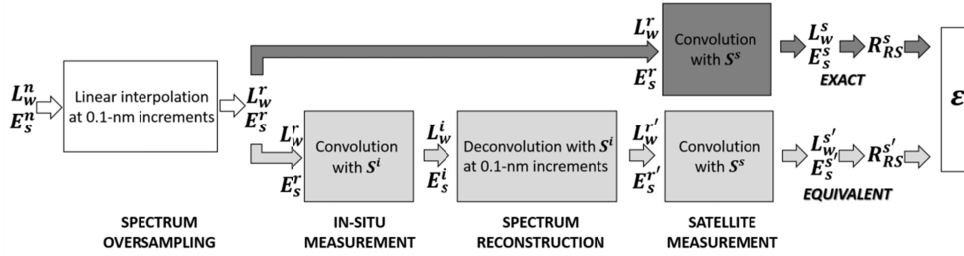 L_w^n
E_s^n
Linear interpolation
at 0.1-nm increments
L_w^r
E_s^r
L_w^r
E_s^r
Convolution
with S^s
L_w^s
E_s^s
R_RS^s
EXACT
ε
L_w^r
E_s^r
Convolution
with S^i
L_w^i
E_s^i
Deconvolution with S^i
at 0.1-nm increments
L_w^r'
E_s^r'
Convolution
with S^s
L_w^s'
E_s^s'
R_RS^s'
EQUIVALENT
SPECTRUM
OVERSAMPLING
IN-SITU
MEASUREMENT
SPECTRUM
RECONSTRUCTION
SATELLITE
MEASUREMENT